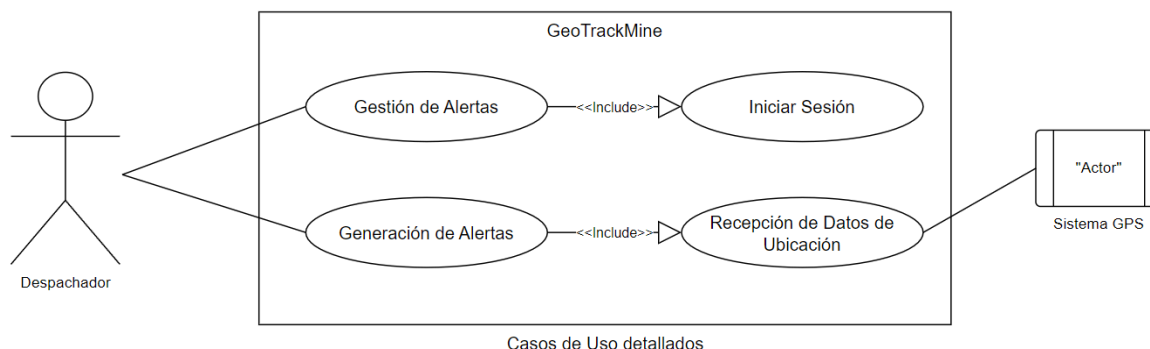 GeoTrackMine
Gestión de Alertas
<<Include>>
Iniciar Sesión
"Actor"
Sistema GPS
Generación de Alertas
<<Include>>
Recepción de Datos de
Ubicación
Despachador
Casos de Uso detallados